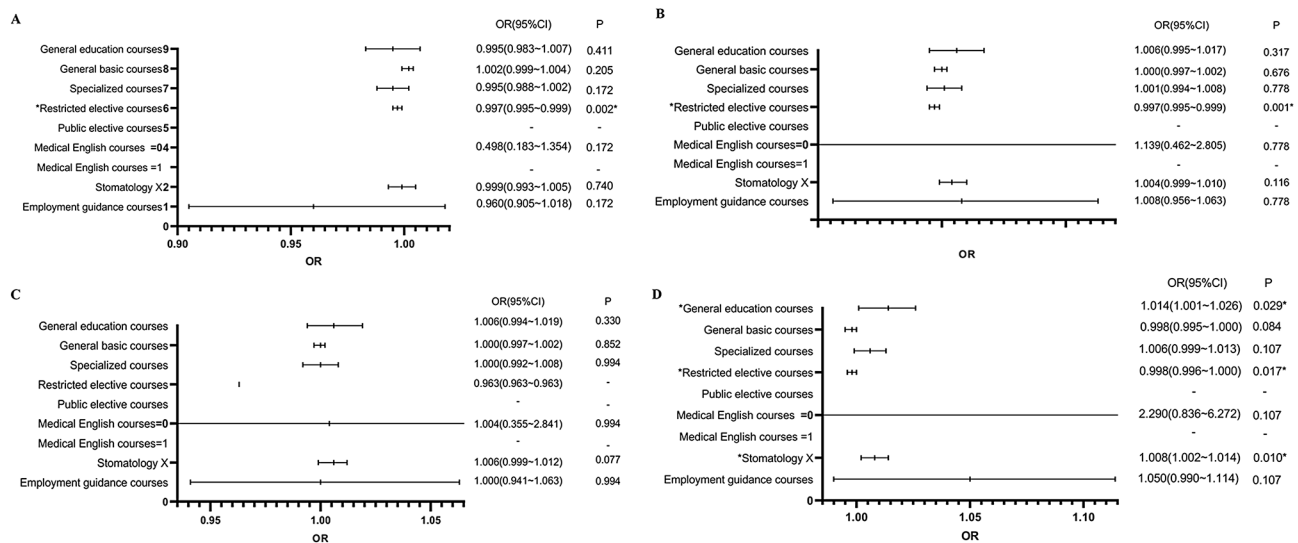 A
OR(95%CI) P
General education courses9 0.995(0.983~1.007) 0.411
General basic courses8 1.002(0.999~1.004) 0.205
Specialized courses7 0.995(0.988~1.002) 0.172
*Restricted elective courses6 0.997(0.995~0.999) 0.002*
Public elective courses5 - -
Medical English courses =04 0.498(0.183~1.354) 0.172
Medical English courses =1 - -
Stomatology X2 0.999(0.993~1.005) 0.740
Employment guidance courses1 0.960(0.905~1.018) 0.172
0
0.90 0.95 1.00
OR
B
OR(95%CI) P
General education courses 1.006(0.995~1.017) 0.317
General basic courses 1.000(0.997~1.002) 0.676
Specialized courses 1.001(0.994~1.008) 0.778
*Restricted elective courses 0.997(0.995~0.999) 0.001*
Public elective courses - -
Medical English courses=0 1.139(0.462~2.805) 0.778
Medical English courses=1 - -
Stomatology X 1.004(0.999~1.010) 0.116
Employment guidance courses 1.008(0.956~1.063) 0.778
OR
C
OR(95%CI) P
General education courses 1.006(0.994~1.019) 0.330
General basic courses 1.000(0.997~1.002) 0.852
Specialized courses 1.000(0.992~1.008) 0.994
Restricted elective courses 0.963(0.963~0.963) -
Public elective courses - -
Medical English courses=0 1.004(0.355~2.841) 0.994
Medical English courses=1 - -
Stomatology X 1.006(0.999~1.012) 0.077
Employment guidance courses 1.000(0.941~1.063) 0.994
0
0.95 1.00 1.05
OR
D
OR(95%CI) P
*General education courses 1.014(1.001~1.026) 0.029*
General basic courses 0.998(0.995~1.000) 0.084
Specialized courses 1.006(0.999~1.013) 0.107
*Restricted elective courses 0.998(0.996~1.000) 0.017*
Public elective courses - -
Medical English courses =0 2.290(0.836~6.272) 0.107
Medical English courses =1 - -
*Stomatology X 1.008(1.002~1.014) 0.010*
Employment guidance courses 1.050(0.990~1.114) 0.107
0
1.00 1.05 1.10
OR